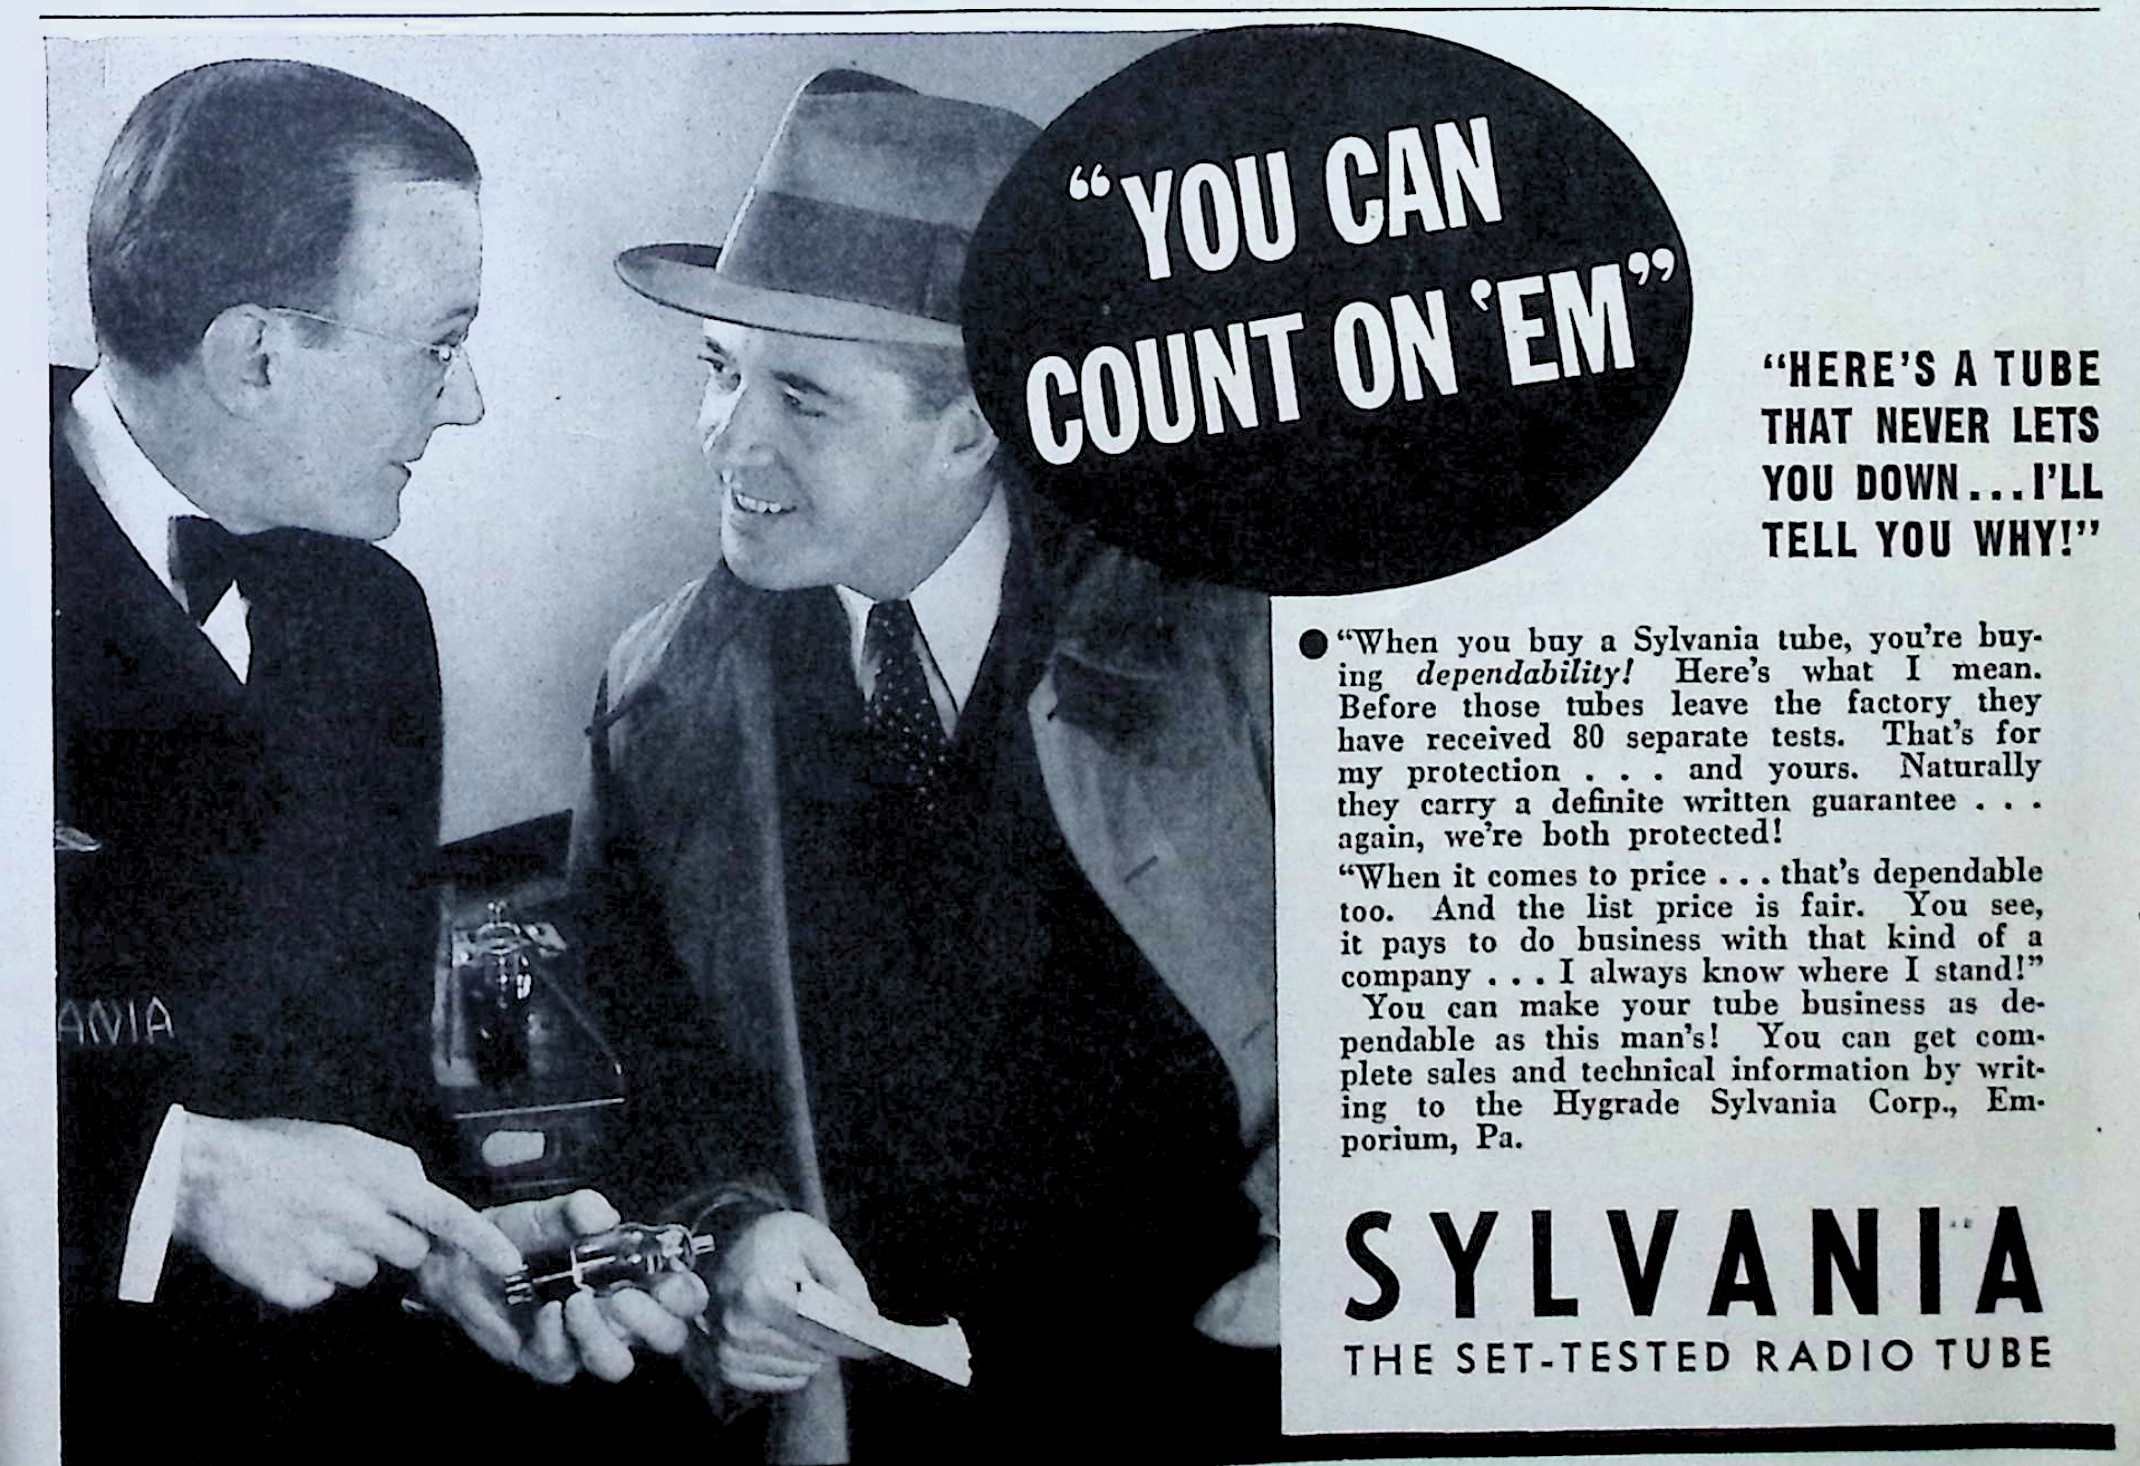 “YOU CAN
COUNT ON ’EM”
“HERE’S A TUBE
THAT NEVER LETS
YOU DOWN...I’LL
TELL YOU WHY!”
● “When you buy a Sylvania tube, you’re buy-
ing dependability! Here’s what I mean.
Before those tubes leave the factory they
have received 80 separate tests. That’s for
my protection . . . and yours. Naturally
they carry a definite written guarantee . . .
again, we’re both protected!
“When it comes to price . . . that’s dependable
too. And the list price is fair. You see,
it pays to do business with that kind of a
company . . . I always know where I stand!”
You can make your tube business as de-
pendable as this man’s! You can get com-
plete sales and technical information by writ-
ing to the Hygrade Sylvania Corp., Em-
porium, Pa.
ANIA
SYLVANIA
THE SET-TESTED RADIO TUBE